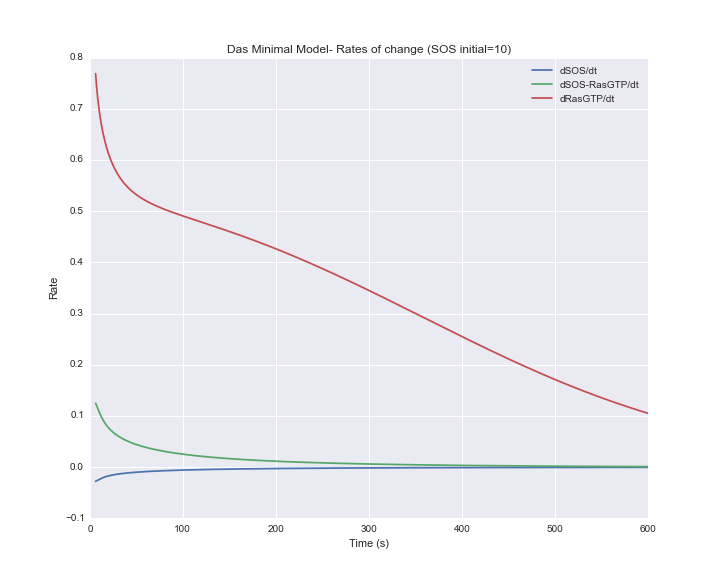 Das Minimal Model- Rates of change (SOS initial=10)
dSOS/dt
dSOS-RasGTP/dt
dRasGTP/dt
0.8
0.7
0.6
0.5
0.4
0.3
0.2
0.1
0.0
−0.1
Rate
0 100 200 300 400 500 600
Time (s)